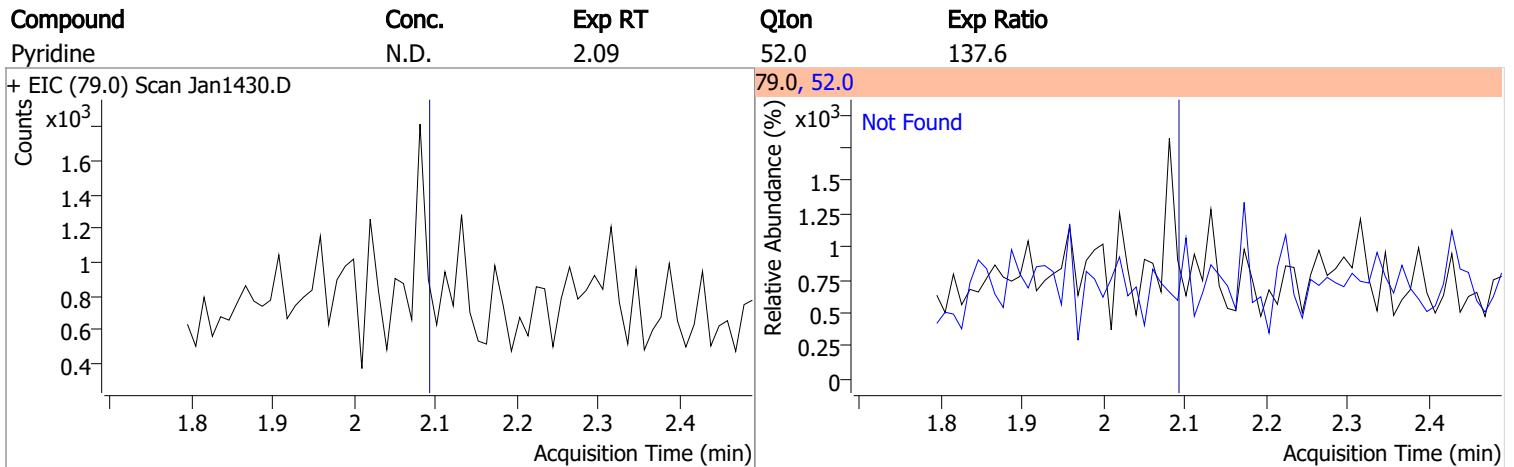 Compound Conc. Exp RT QIon Exp Ratio
Pyridine N.D. 2.09 52.0 137.6
+ EIC (79.0) Scan Jan1430.D
Counts
x10³
1.6
1.4
1.2
1
0.8
0.6
0.4
1.8 1.9 2 2.1 2.2 2.3 2.4
Acquisition Time (min)
79.0, 52.0
Relative Abundance (%)
x10³
Not Found
1.5
1.25
1
0.75
0.5
0.25
0
1.8 1.9 2 2.1 2.2 2.3 2.4
Acquisition Time (min)